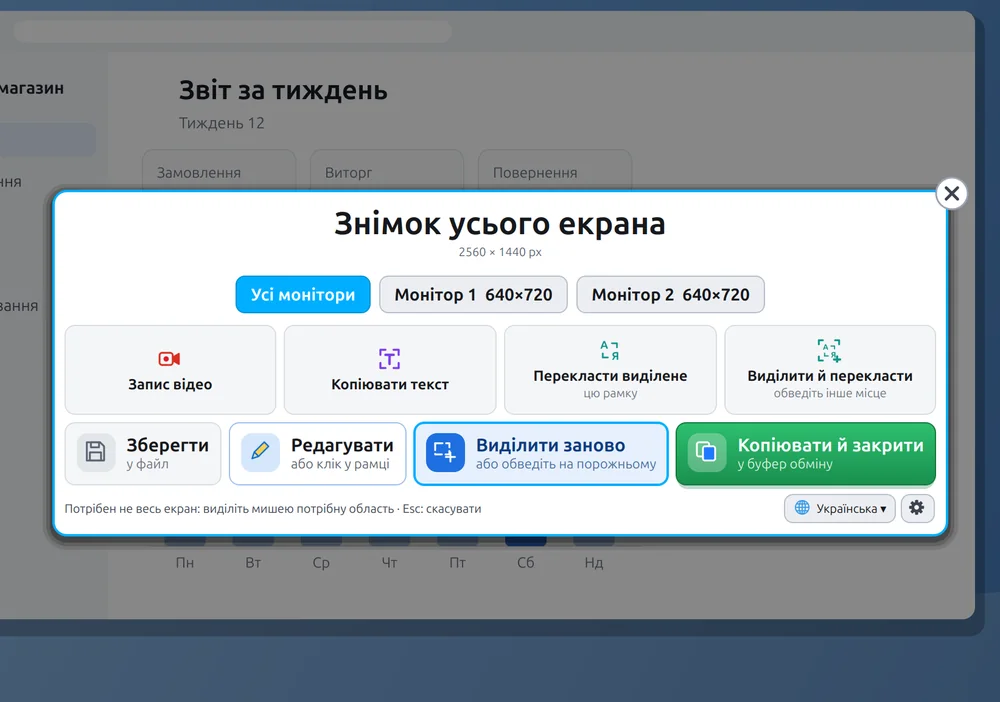 Звіт за тиждень
Тиждень 12
магазин
Замовлення
Виторг
Повернення
ння
вання
Знімок усього екрана
2560 × 1440 px
Усі монітори
Монітор 1 640×720
Монітор 2 640×720
Запис відео
Копіювати текст
Перекласти виділене
цю рамку
Виділити й перекласти
обведіть інше місце
Зберегти
у файл
Редагувати
або клік у рамці
Виділити заново
або обведіть на порожньому
Копіювати й закрити
у буфер обміну
Потрібен не весь екран: виділіть мишею потрібну область · Esc: скасувати
Українська ▾
Пн Вт Ср Чт Пт Сб Нд